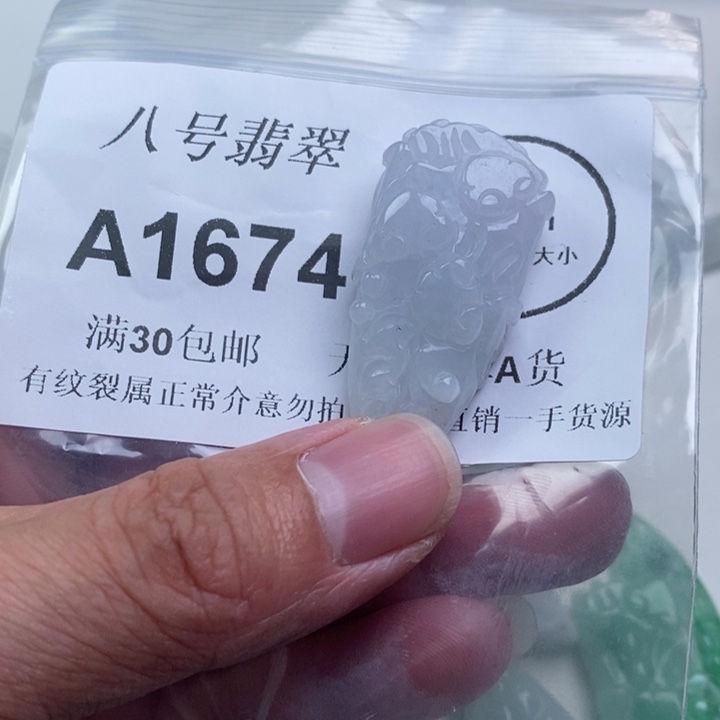 八号翡翠
A1674
大小
满30包邮
A货
有纹裂属正常介意勿拍
直销一手货源